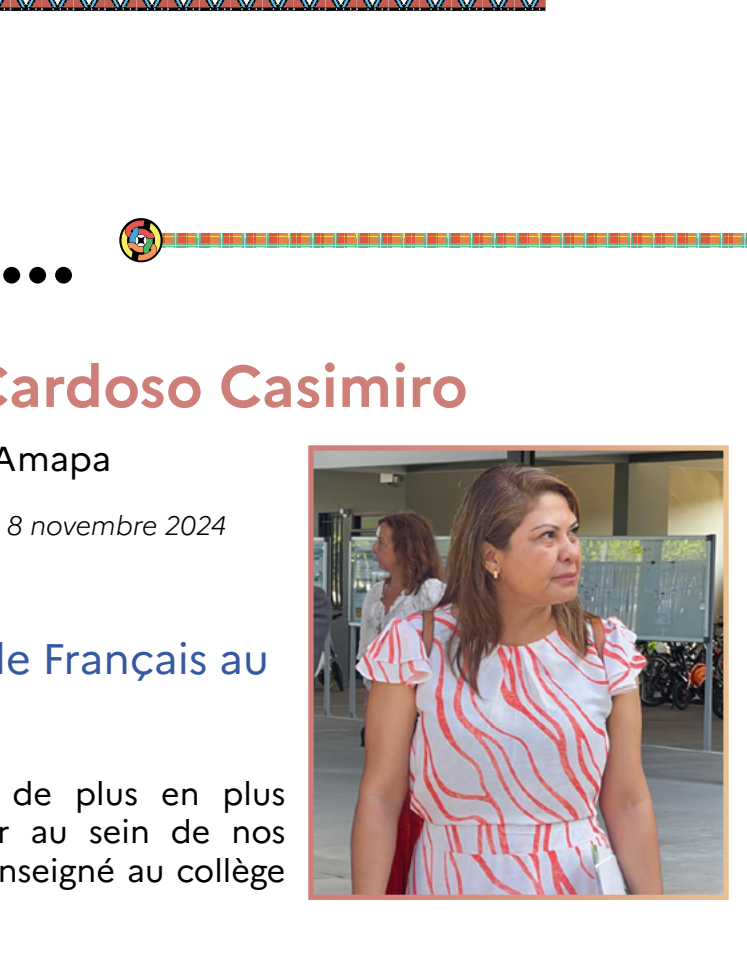 Cardoso Casimiro
Amapa
8 novembre 2024
de Français au
de plus en plus
au sein de nos
enseigné au collège